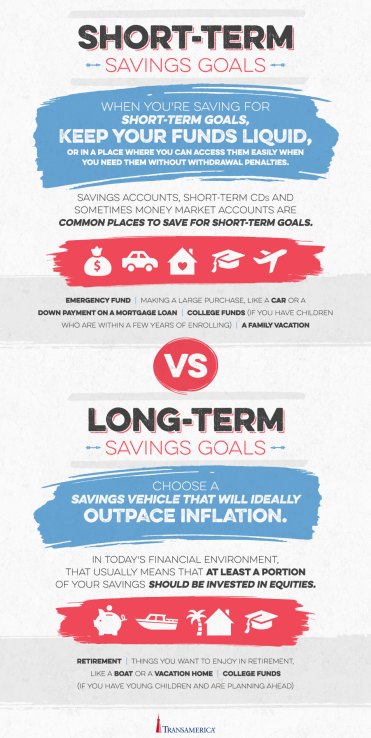 SHORT-TERM
SAVINGS GOALS
WHEN YOU'RE SAVING FOR
SHORT-TERM GOALS,
KEEP YOUR FUNDS LIQUID,
OR IN A PLACE WHERE YOU CAN ACCESS THEM EASILY WHEN
YOU NEED THEM WITHOUT WITHDRAWAL PENALTIES.
SAVINGS ACCOUNTS, SHORT-TERM CDs AND
SOMETIMES MONEY MARKET ACCOUNTS ARE
COMMON PLACES TO SAVE FOR SHORT-TERM GOALS.
$
EMERGENCY FUND | MAKING A LARGE PURCHASE, LIKE A CAR OR A
DOWN PAYMENT ON A MORTGAGE LOAN | COLLEGE FUNDS (IF YOU HAVE CHILDREN
WHO ARE WITHIN A FEW YEARS OF ENROLLING) | A FAMILY VACATION
VS
LONG-TERM
SAVINGS GOALS
CHOOSE A
SAVINGS VEHICLE THAT WILL IDEALLY
OUTPACE INFLATION.
IN TODAY'S FINANCIAL ENVIRONMENT,
THAT USUALLY MEANS THAT AT LEAST A PORTION
OF YOUR SAVINGS SHOULD BE INVESTED IN EQUITIES.
RETIREMENT | THINGS YOU WANT TO ENJOY IN RETIREMENT,
LIKE A BOAT OR A VACATION HOME | COLLEGE FUNDS
(IF YOU HAVE YOUNG CHILDREN AND ARE PLANNING AHEAD)
TRANSAMERICA®